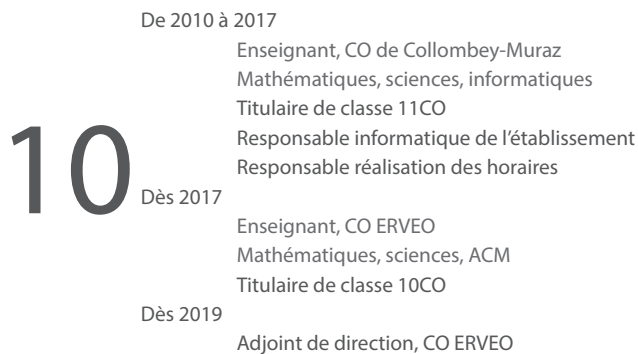 De 2010 à 2017
Enseignant, CO de Collombey-Muraz
Mathématiques, sciences, informatiques
Titulaire de classe 11CO
Responsable informatique de l'établissement
Responsable réalisation des horaires
10
Dès 2017
Enseignant, CO ERVEO
Mathématiques, sciences, ACM
Titulaire de classe 10CO
Dès 2019
Adjoint de direction, CO ERVEO